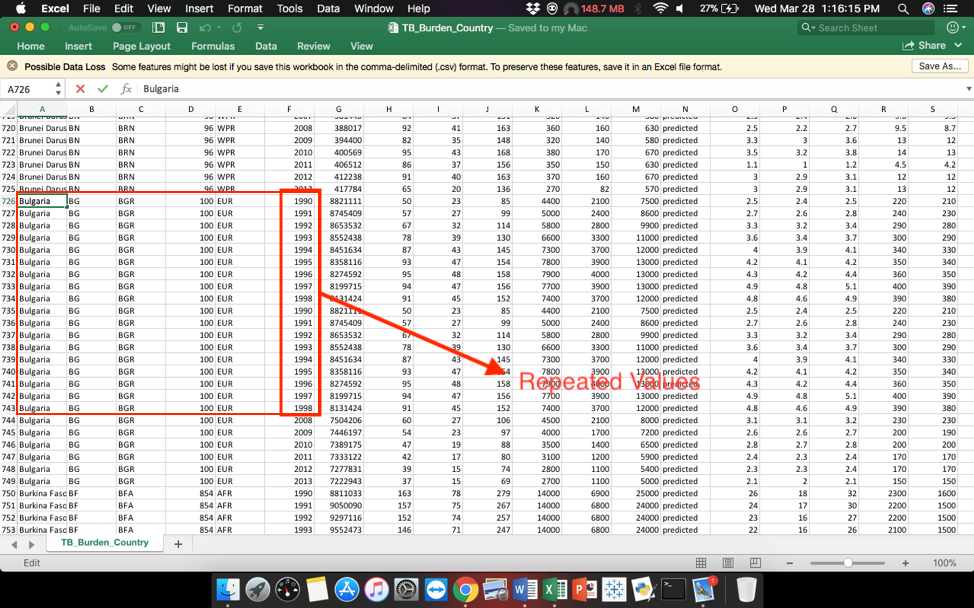 Excel File Edit View Insert Format Tools Data Window Help 148.7 MB 27% Wed Mar 28 1:16:15 PM
AutoSave OFF TB_Burden_Country — Saved to my Mac Search Sheet
Home Insert Page Layout Formulas Data Review View Share
Possible Data Loss Some features might be lost if you save this workbook in the comma-delimited (.csv) format. To preserve these features, save it in an Excel file format. Save As...
A726 fx Bulgaria
A B C D E F G H I J K L M N O P Q R S
720 Brunei Darus BN BRN 96 WPR 2008 388017 92 41 163 360 160 630 predicted 2.5 2.2 2.7 9.5 8.7
721 Brunei Darus BN BRN 96 WPR 2009 394400 82 35 148 320 140 580 predicted 3.3 3 3.6 13 12
722 Brunei Darus BN BRN 96 WPR 2010 400569 95 43 168 380 170 670 predicted 3.5 3.2 3.8 14 13
723 Brunei Darus BN BRN 96 WPR 2011 406512 86 37 156 350 150 630 predicted 1.1 1 1.2 4.5 4.2
724 Brunei Darus BN BRN 96 WPR 2012 412238 91 40 163 370 160 670 predicted 3 2.9 3.1 12 12
725 Brunei Darus BN BRN 96 WPR 2013 417784 65 20 136 270 82 570 predicted 3 2.9 3.1 13 12
726 Bulgaria BG BGR 100 EUR 1990 8821111 50 23 85 4400 2100 7500 predicted 2.5 2.4 2.5 220 210
727 Bulgaria BG BGR 100 EUR 1991 8745409 57 27 99 5000 2400 8600 predicted 2.7 2.6 2.8 240 230
728 Bulgaria BG BGR 100 EUR 1992 8653532 67 32 114 5800 2800 9900 predicted 3.3 3.2 3.4 290 280
729 Bulgaria BG BGR 100 EUR 1993 8552438 78 39 130 6600 3300 11000 predicted 3.6 3.4 3.7 300 290
730 Bulgaria BG BGR 100 EUR 1994 8451634 87 43 145 7300 3700 12000 predicted 4 3.9 4.1 340 330
731 Bulgaria BG BGR 100 EUR 1995 8358116 93 47 154 7800 3900 13000 predicted 4.2 4.1 4.2 350 340
732 Bulgaria BG BGR 100 EUR 1996 8274592 95 48 158 7900 4000 13000 predicted 4.3 4.2 4.4 360 350
733 Bulgaria BG BGR 100 EUR 1997 8199715 94 47 156 7700 3900 13000 predicted 4.9 4.8 5.1 400 390
734 Bulgaria BG BGR 100 EUR 1998 8131424 91 45 152 7400 3700 12000 predicted 4.8 4.6 4.9 390 380
735 Bulgaria BG BGR 100 EUR 1990 8821111 50 23 85 4400 2100 7500 predicted 2.5 2.4 2.5 220 210
736 Bulgaria BG BGR 100 EUR 1991 8745409 57 27 99 5000 2400 8600 predicted 2.7 2.6 2.8 240 230
737 Bulgaria BG BGR 100 EUR 1992 8653532 67 32 114 5800 2800 9900 predicted 3.3 3.2 3.4 290 280
738 Bulgaria BG BGR 100 EUR 1993 8552438 78 39 130 6600 3300 11000 predicted 3.6 3.4 3.7 300 290
739 Bulgaria BG BGR 100 EUR 1994 8451634 87 43 145 7300 3700 12000 predicted 4 3.9 4.1 340 330
740 Bulgaria BG BGR 100 EUR 1995 8358116 93 47 154 7800 3900 13000 predicted 4.2 4.1 4.2 350 340
Repeated Values
741 Bulgaria BG BGR 100 EUR 1996 8274592 95 48 158 7900 4000 13000 predicted 4.3 4.2 4.4 360 350
742 Bulgaria BG BGR 100 EUR 1997 8199715 94 47 156 7700 3900 13000 predicted 4.9 4.8 5.1 400 390
743 Bulgaria BG BGR 100 EUR 1998 8131424 91 45 152 7400 3700 12000 predicted 4.8 4.6 4.9 390 380
744 Bulgaria BG BGR 100 EUR 2008 7504206 60 27 106 4500 2100 8000 predicted 3.1 3.1 3.2 230 230
745 Bulgaria BG BGR 100 EUR 2009 7446197 54 23 97 4000 1700 7200 predicted 2.6 2.6 2.7 200 190
746 Bulgaria BG BGR 100 EUR 2010 7389175 47 19 88 3500 1400 6500 predicted 2.8 2.7 2.8 200 200
747 Bulgaria BG BGR 100 EUR 2011 7333122 42 17 80 3100 1200 5900 predicted 2.4 2.3 2.4 170 170
748 Bulgaria BG BGR 100 EUR 2012 7277831 39 15 74 2800 1100 5400 predicted 2.3 2.3 2.4 170 170
749 Bulgaria BG BGR 100 EUR 2013 7222943 37 15 69 2700 1100 5000 predicted 2.1 2 2.1 150 150
750 Burkina Faso BF BFA 854 AFR 1990 8811033 163 78 279 14000 6900 25000 predicted 26 18 32 2300 1600
751 Burkina Faso BF BFA 854 AFR 1991 9050090 157 75 267 14000 6800 24000 predicted 24 17 30 2200 1500
752 Burkina Faso BF BFA 854 AFR 1992 9297116 152 74 257 14000 6800 24000 predicted 23 16 27 2200 1500
753 Burkina Faso BF BFA 854 AFR 1993 9552473 146 71 247 14000 6800 24000 predicted 22 16 26 2100 1500
TB_Burden_Country +
Edit 100%